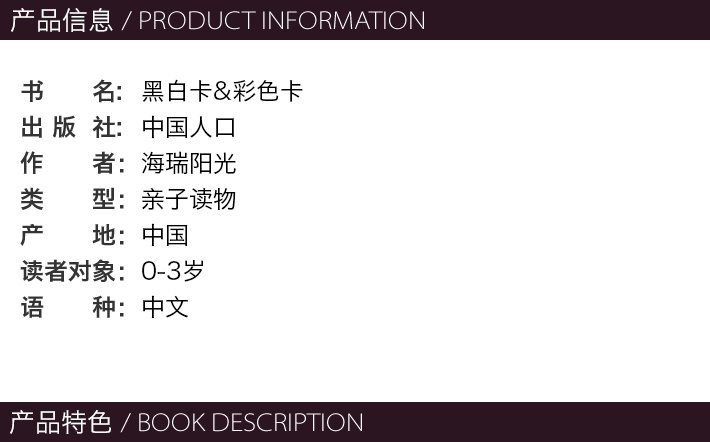 产品信息 / PRODUCT INFORMATION
书名: 黑白卡&彩色卡
出版社: 中国人口
作者: 海瑞阳光
类型: 亲子读物
产地: 中国
读者对象: 0-3岁
语种: 中文
产品特色 / BOOK DESCRIPTION